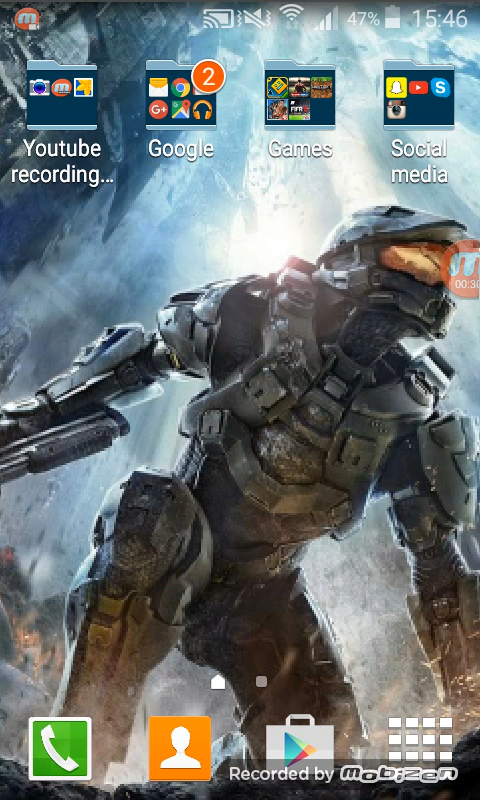 47% 15:46
2
Youtube
recording...
Google
Games
Social
media
00:30
Recorded by Mobizen